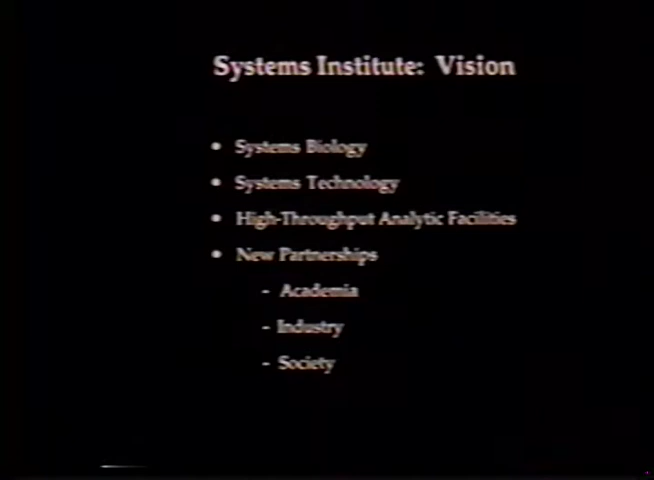 Systems Institute: Vision
• Systems Biology
• Systems Technology
• High-Throughput Analytic Facilities
• New Partnerships
- Academia
- Industry
- Society